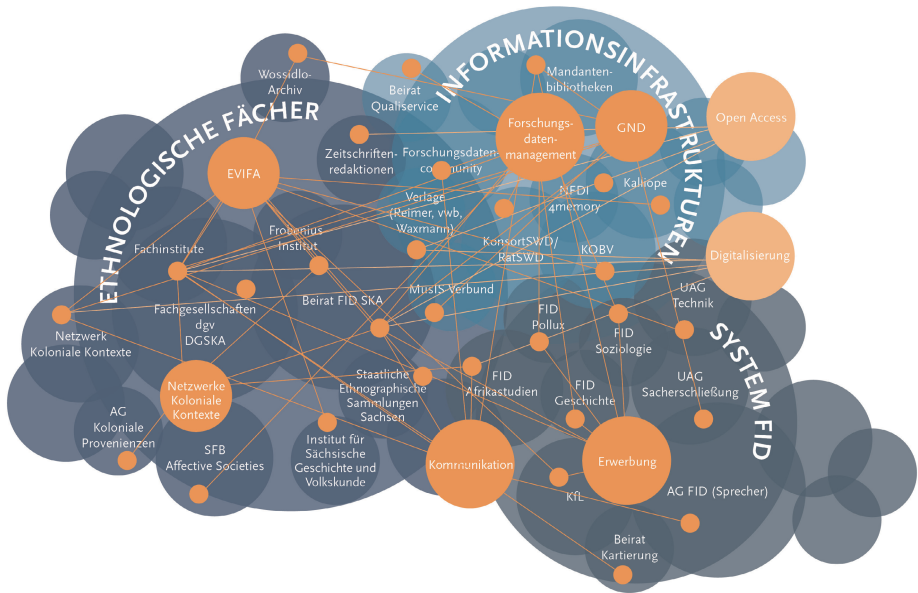 ETHNOLOGISCHE FÄCHER
INFORMATIONSINFRASTRUKTUREN
SYSTEM FID
Wossidlo-
Archiv
Beirat
Qualiservice
Mandanten-
bibliotheken
Forschungs-
daten-
management
GND
Open Access
Zeitschriften-
redaktionen
Forschungsdaten-
community
EVIFA
NFDI
4memory
Kalliope
Verlage
(Reimer, vwb,
Waxmann)
Fachinstitute
Frobenius
Institut
KonsortSWD/
RatSWD
KOBV
Digitalisierung
Fachgesellschaften
dgv
DGSKA
Beirat FID SKA
MusIS Verbund
UAG
Technik
Netzwerk
Koloniale Kontexte
FID
Pollux
FID
Soziologie
Netzwerke
Koloniale
Kontexte
Staatliche
Ethnographische
Sammlungen
Sachsen
FID
Afrikastudien
FID
Geschichte
UAG
Sacherschließung
AG
Koloniale
Provenienzen
SFB
Affective Societies
Institut für
Sächsische
Geschichte und
Volkskunde
Kommunikation
Erwerbung
KfL
AG FID (Sprecher)
Beirat
Kartierung